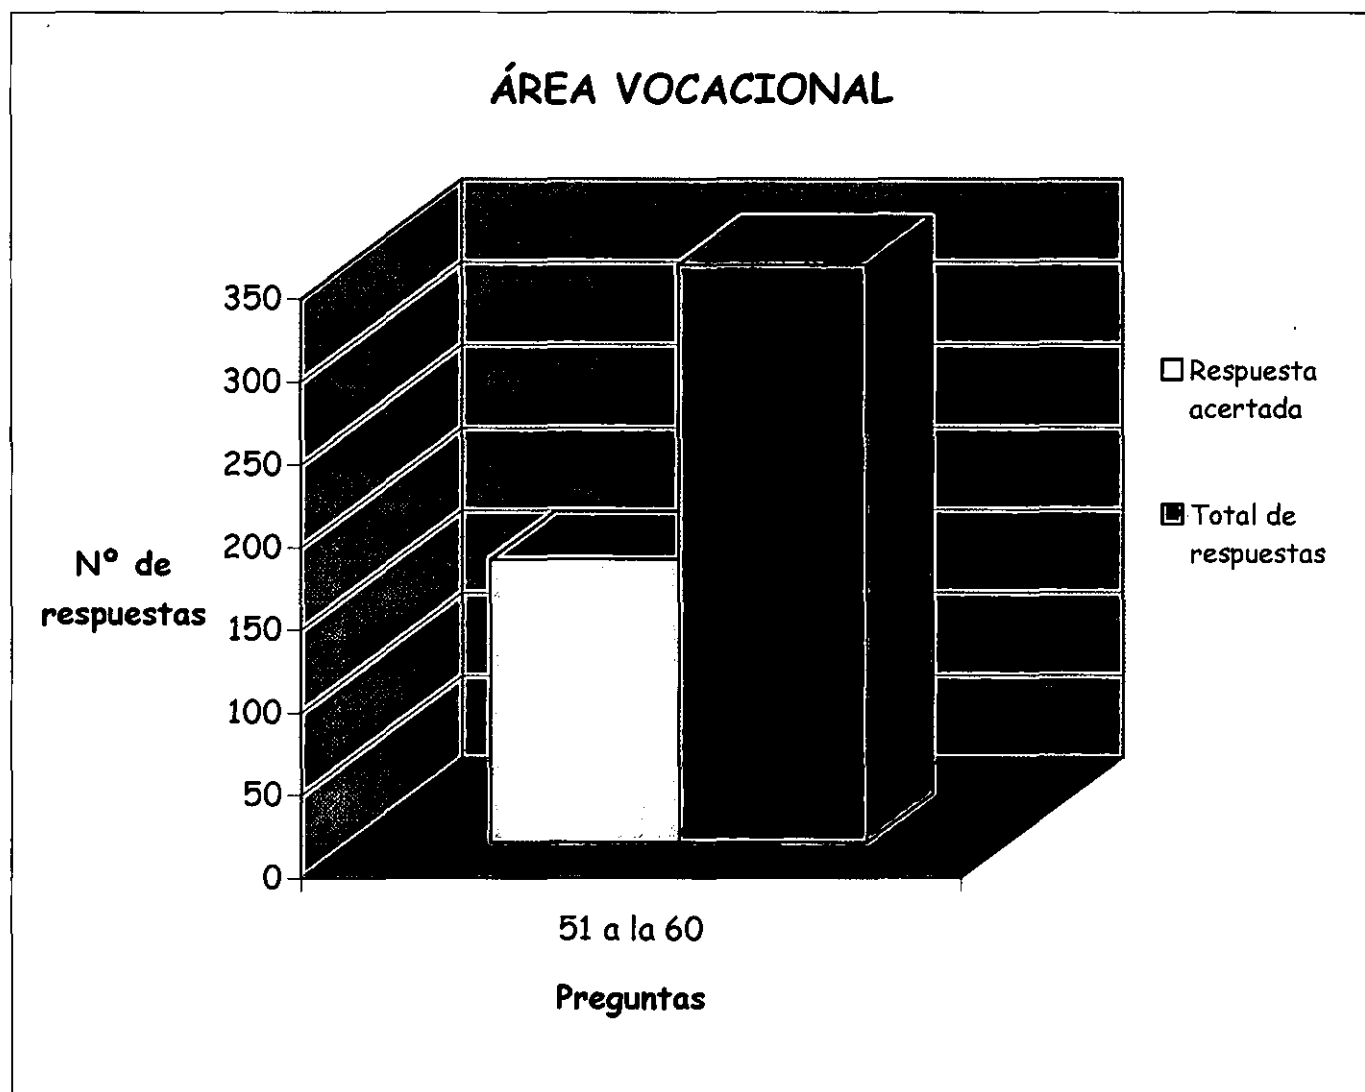 ÁREA VOCACIONAL
350
300
250
200
150
100
50
0
Nº de
respuestas
51 a la 60
Preguntas
Respuesta
acertada
Total de
respuestas